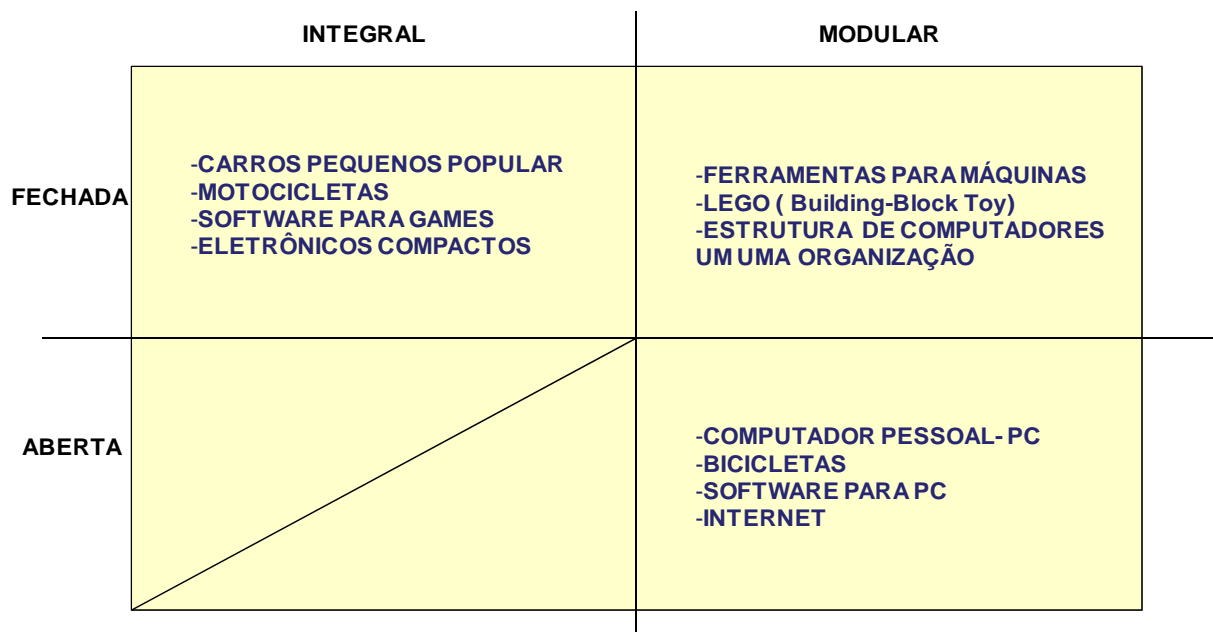 INTEGRAL
MODULAR
FECHADA
-CARROS PEQUENOS POPULAR
-MOTOCICLETAS
-SOFTWARE PARA GAMES
-ELETRÔNICOS COMPACTOS
-FERRAMENTAS PARA MÁQUINAS
-LEGO ( Building-Block Toy)
-ESTRUTURA DE COMPUTADORES
UM UMA ORGANIZAÇÃO
ABERTA
-COMPUTADOR PESSOAL- PC
-BICICLETAS
-SOFTWARE PARA PC
-INTERNET